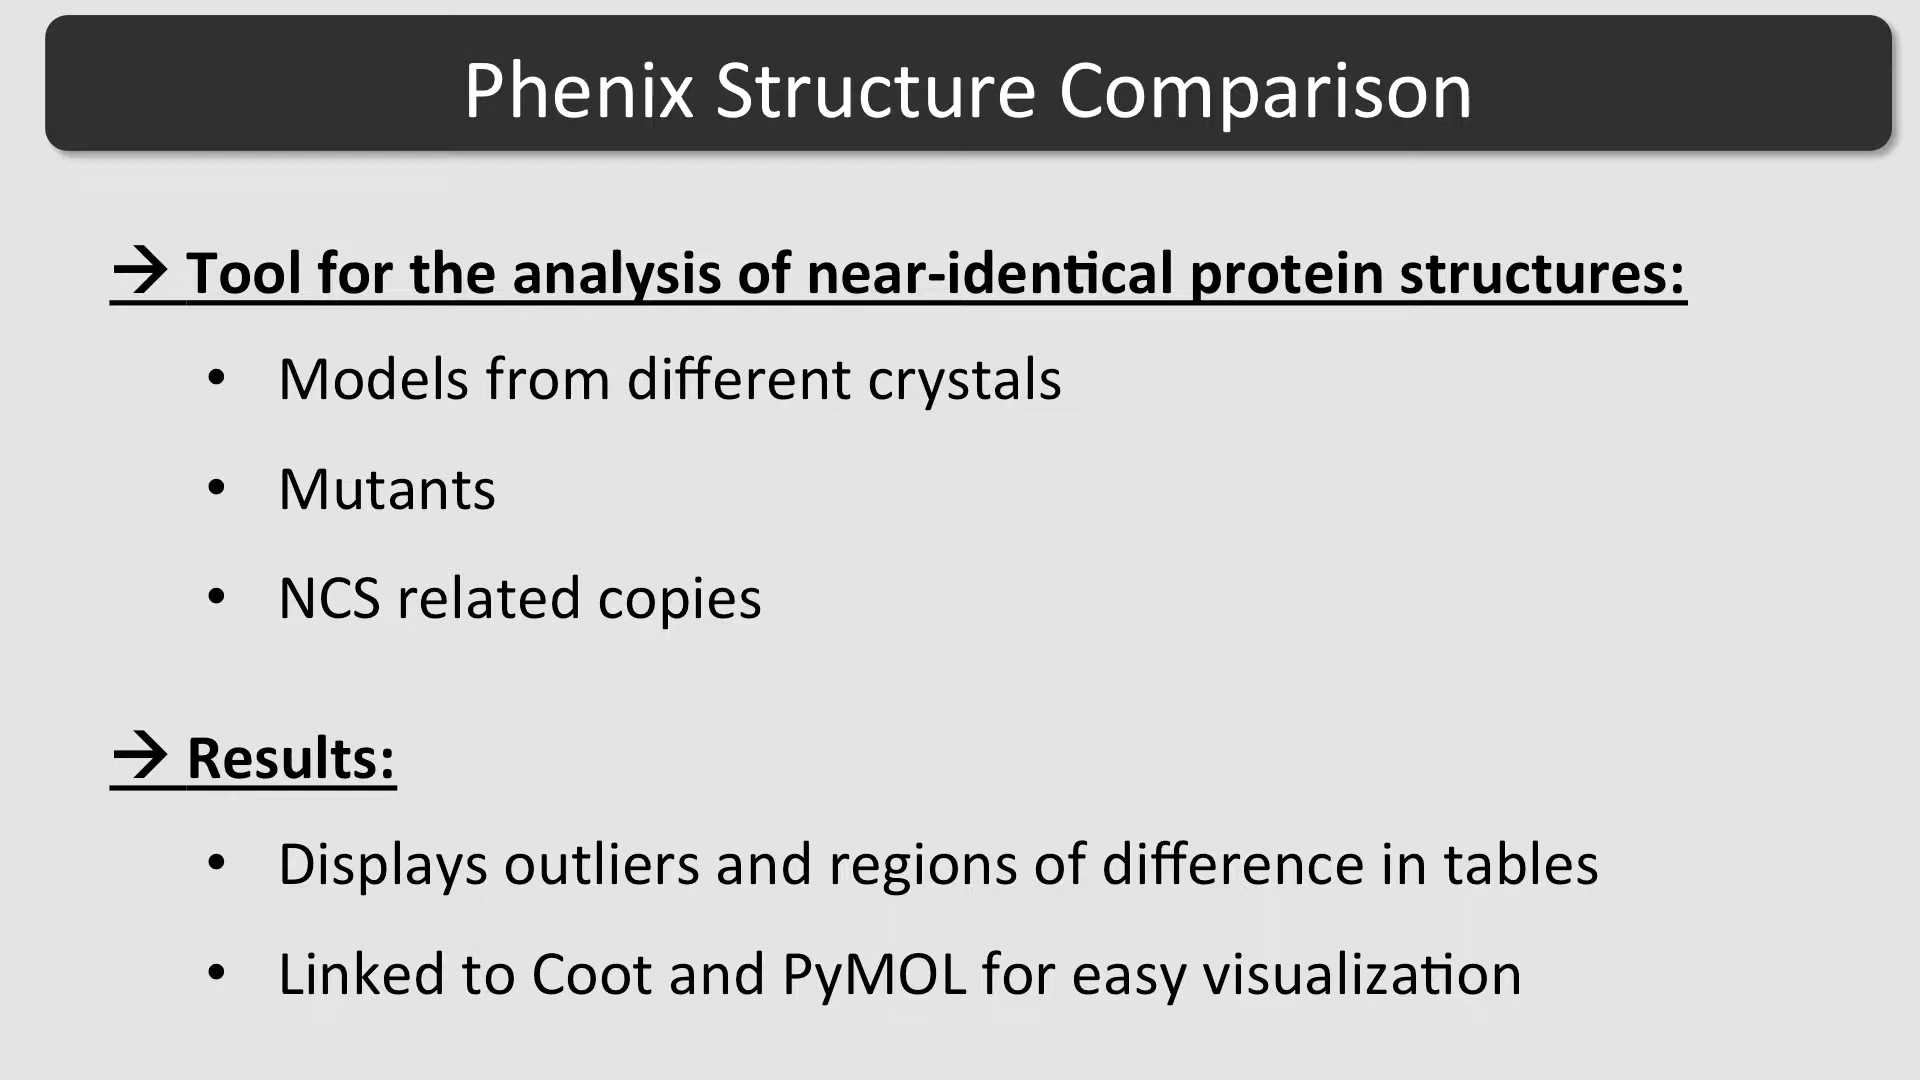 Phenix Structure Comparison
→ Tool for the analysis of near-identical protein structures:
• Models from different crystals
• Mutants
• NCS related copies
→ Results:
• Displays outliers and regions of difference in tables
• Linked to Coot and PyMOL for easy visualization